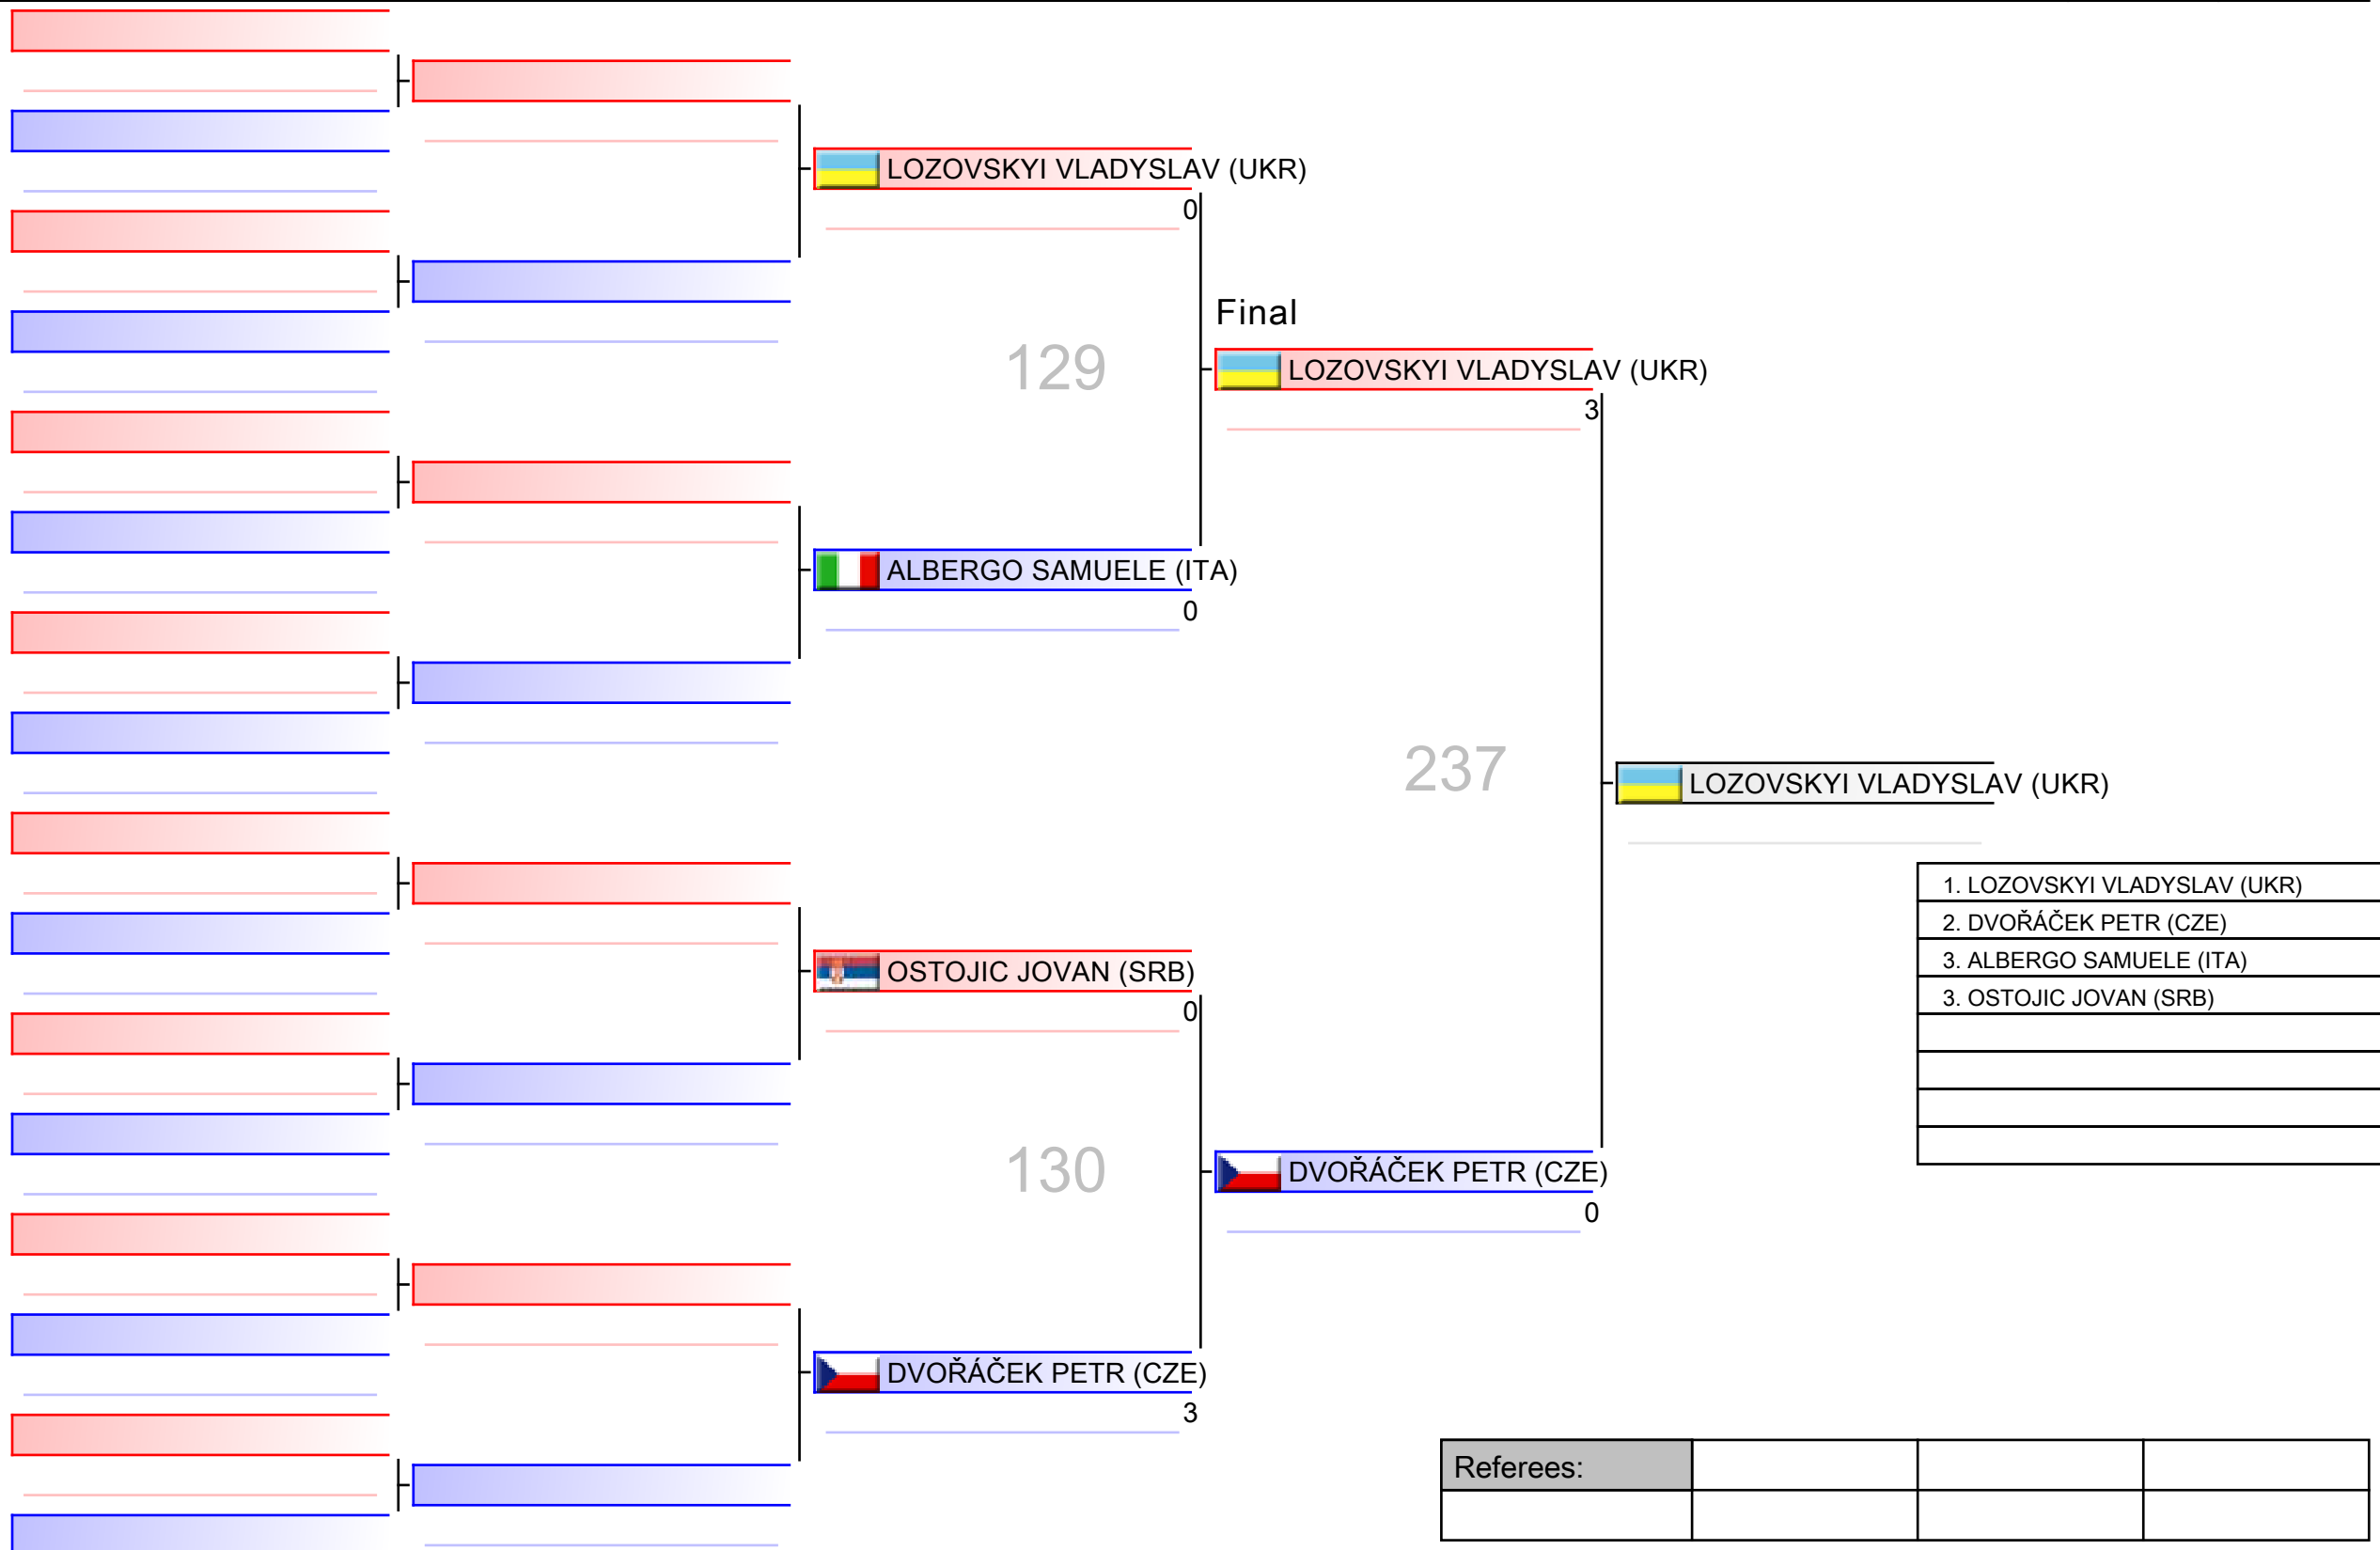 LOZOVSKYI VLADYSLAV (UKR)
0
129
ALBERGO SAMUELE (ITA)
0
OSTOJIC JOVAN (SRB)
0
130
DVOŘÁČEK PETR (CZE)
3
Final
LOZOVSKYI VLADYSLAV (UKR)
3
237
DVOŘÁČEK PETR (CZE)
0
LOZOVSKYI VLADYSLAV (UKR)
1. LOZOVSKYI VLADYSLAV (UKR)
2. DVOŘÁČEK PETR (CZE)
3. ALBERGO SAMUELE (ITA)
3. OSTOJIC JOVAN (SRB)
Referees: